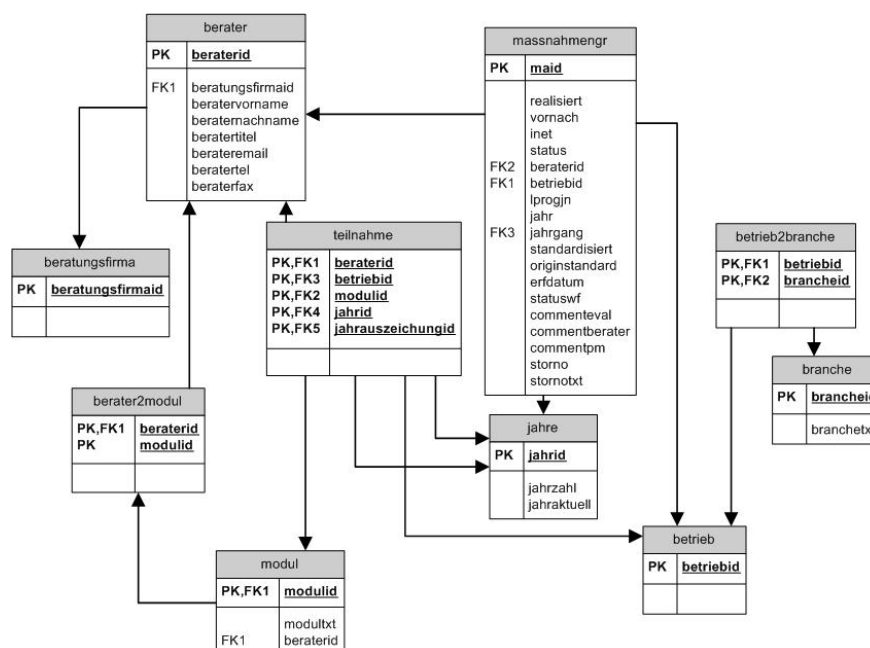 berater
PK beraterid
FK1 beratungsfirmaid
beratervorname
beraternachname
beratertitel
berateremail
beratertel
beraterfax
massnahmengr
PK maid
realisiert
vornach
inet
status
FK2 beraterid
FK1 betriebid
lprogjn
jahr
FK3 jahrgang
standardisiert
originstandard
erfdatum
statuswf
commenteval
commentberater
commentpm
storno
stornotxt
beratungsfirma
PK beratungsfirmaid
teilnahme
PK,FK1 beraterid
PK,FK3 betriebid
PK,FK2 modulid
PK,FK4 jahrid
PK,FK5 jahrauszeichungid
betrieb2branche
PK,FK1 betriebid
PK,FK2 brancheid
branche
PK brancheid
branchetx
berater2modul
PK,FK1 beraterid
PK modulid
jahre
PK jahrid
jahrzahl
jahraktuell
betrieb
PK betriebid
modul
PK,FK1 modulid
modultxt
FK1 beraterid